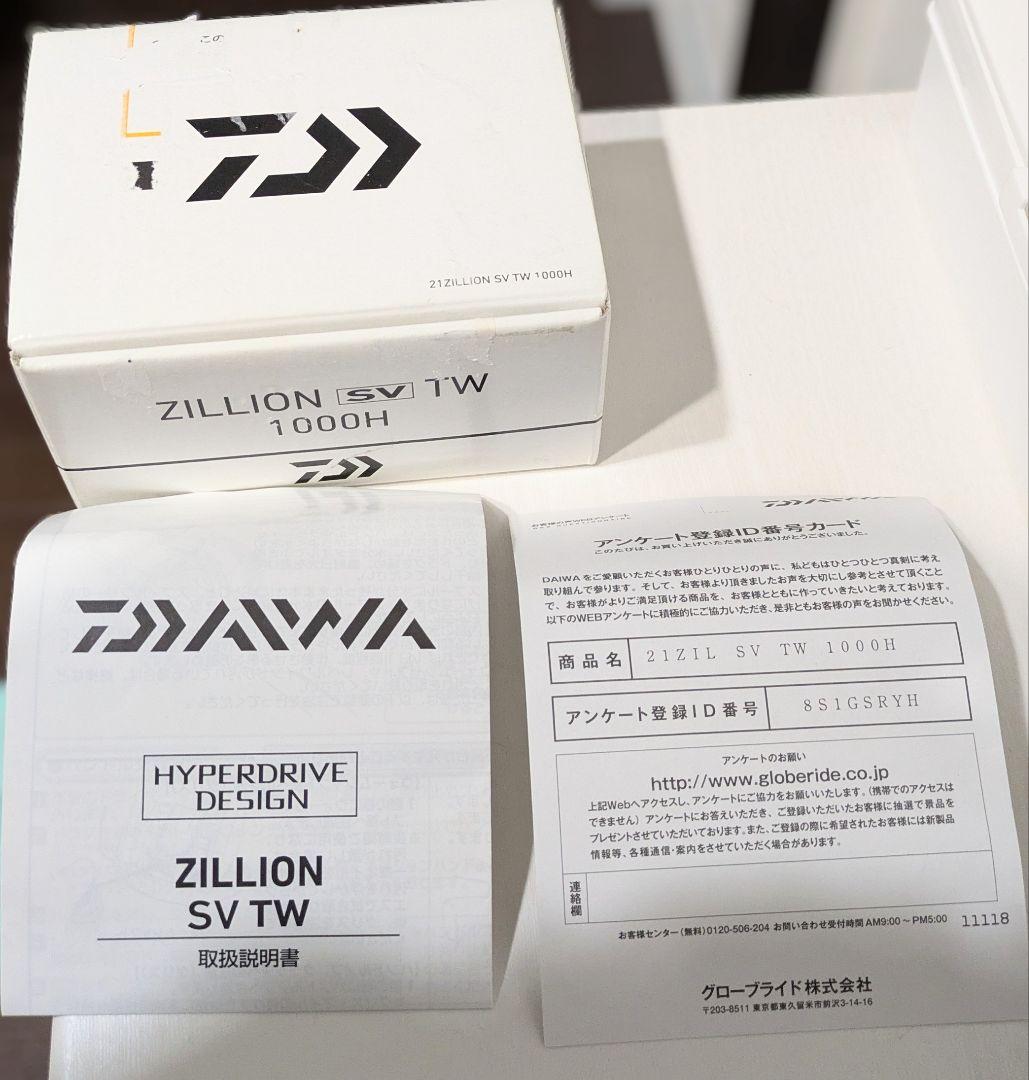 この
21ZILLION SV TW 1000H
ZILLION SV TW
1000H
DAIWA
HYPERDRIVE
DESIGN
ZILLION
SV TW
取扱説明書
お客様の声WEBアンケート
DAIWA
アンケート登録ID番号カード
このたびは、お買い上げいただき誠にありがとうございました。
DAIWAをご愛顧いただくお客様ひとりひとりの声に、私どもはひとつひとつ真剣に考え
取り組んで参ります。そして、お客様より頂きましたお声を大切にし参考とさせて頂くこと
で、お客様がよりご満足頂ける商品を、お客様とともに作っていきたいと考えております。
以下のWEBアンケートに積極的にご協力いただき、是非ともお客様の声をお聞かせください。
商品名 21ZIL SV TW 1000H
アンケート登録ID番号 8S1GSRYH
アンケートのお願い
http://www.globeride.co.jp
上記Webへアクセスし、アンケートにご協力をお願いいたします。(携帯でのアクセスは
できません) アンケートにお答えいただき、ご登録いただいたお客様に抽選で景品を
プレゼントさせていただいております。また、ご登録の際に希望されたお客様には新製品
情報等、各種通信・案内をさせていただく場合があります。
連絡欄
お客様センター(無料)0120-506-204 お問い合わせ受付時間 AM9:00～PM5:00 11118
グローブライド株式会社
〒203-8511 東京都東久留米市前沢3-14-16